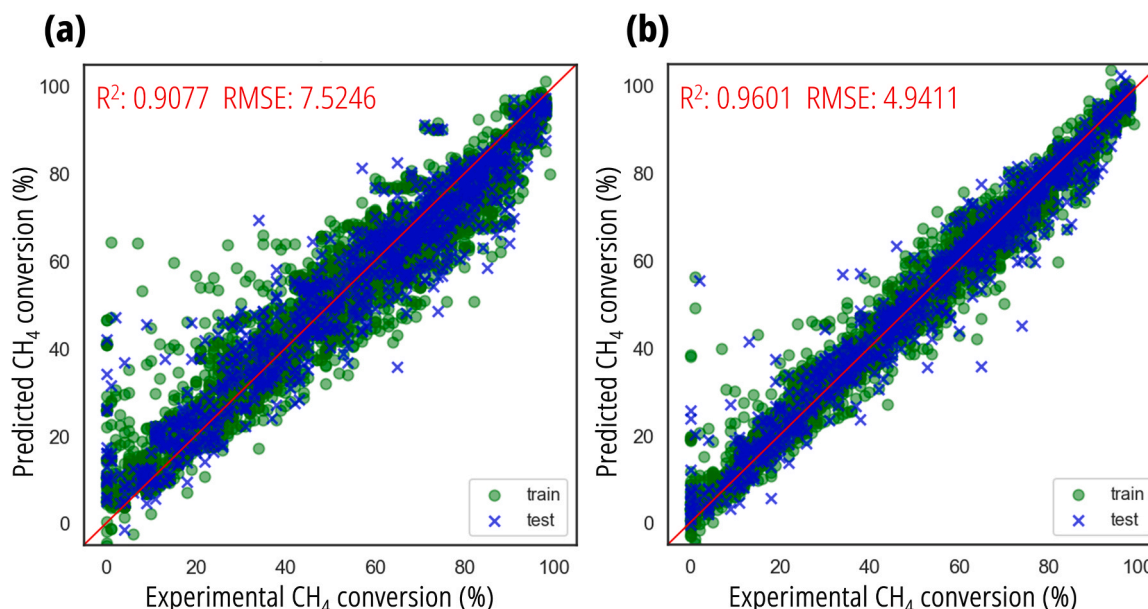 (a)
R²: 0.9077 RMSE: 7.5246
Predicted CH₄ conversion (%)
100
80
60
40
20
0
train
test
0 20 40 60 80 100
Experimental CH₄ conversion (%)
(b)
R²: 0.9601 RMSE: 4.9411
Predicted CH₄ conversion (%)
100
80
60
40
20
0
train
test
0 20 40 60 80 100
Experimental CH₄ conversion (%)